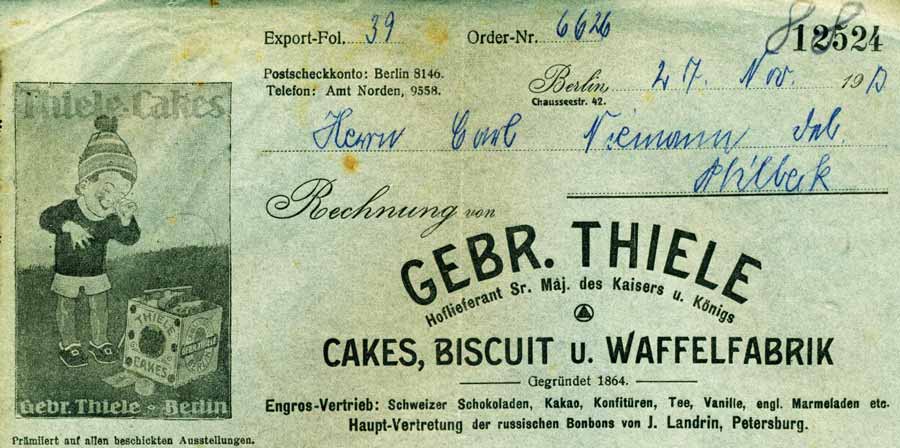 Export-Fol. 39 Order-Nr. 6626 12524
Postscheckkonto: Berlin 8146.
Telefon: Amt Norden, 9558.
Berlin, 27. Nov. 191
Chausseestr. 42.
Herrn Carl Niemann
Rechnung von
GEBR. THIELE
Hoflieferant Sr. Maj. des Kaisers u. Königs
CAKES, BISCUIT u. WAFFELFABRIK
Gegründet 1864.
Engros-Vertrieb: Schweizer Schokoladen, Kakao, Konfitüren, Tee, Vanille, engl. Marmeladen etc.
Haupt-Vertretung der russischen Bonbons von J. Landrin, Petersburg.
Thiele-Cakes
THIELE
CAKES
Gebr. Thiele - Berlin
Prämiiert auf allen beschickten Ausstellungen.